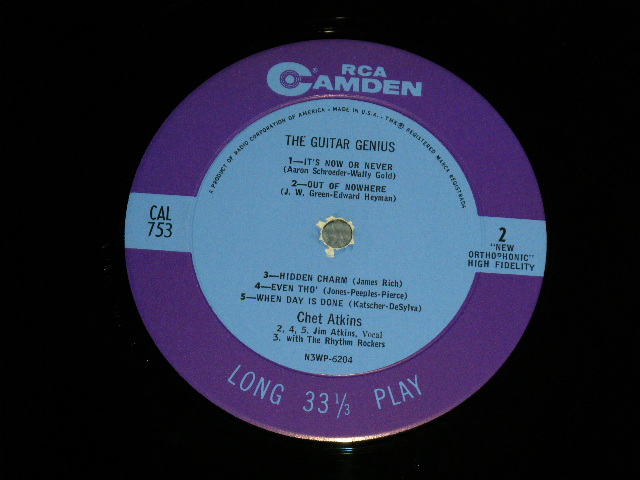 RCA
CAMDEN
A PRODUCT OF RADIO CORPORATION OF AMERICA - MADE IN U.S.A. - TMK ® REGISTERED MARCA REGISTRADA
THE GUITAR GENIUS
1—IT'S NOW OR NEVER
(Aaron Schroeder-Wally Gold)
2—OUT OF NOWHERE
(J. W. Green-Edward Heyman)
CAL
753
2
"NEW
ORTHOPHONIC"
HIGH FIDELITY
3—HIDDEN CHARM (James Rich)
4—EVEN THO' (Jones-Peeples-Pierce)
5—WHEN DAY IS DONE (Katscher-DeSylva)
Chet Atkins
2, 4, 5. Jim Atkins, Vocal
3. with The Rhythm Rockers
N3WP-6204
LONG 33⅓ PLAY